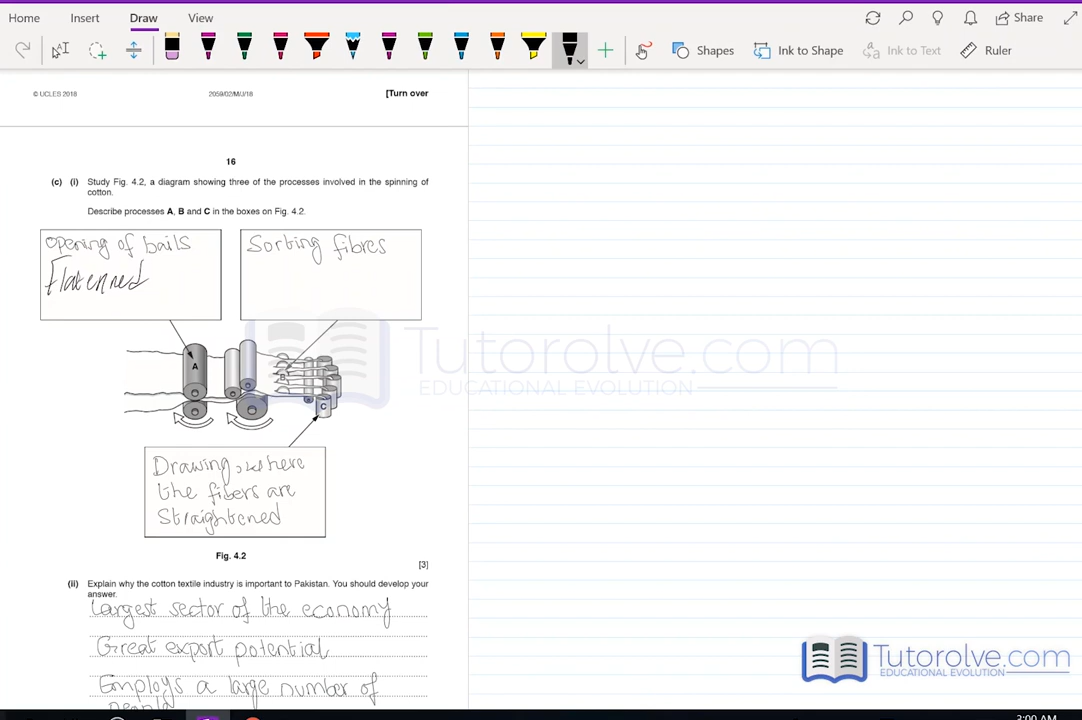 Home Insert Draw View Share
Shapes Ink to Shape Ink to Text Ruler
© UCLES 2018 2059/02/M/J/18 [Turn over
16
(c) (i) Study Fig. 4.2, a diagram showing three of the processes involved in the spinning of
cotton.
Describe processes A, B and C in the boxes on Fig. 4.2.
Opening of bails
Flatenned
Sorting fibres
A
C
Drawing, where
the fibers are
Straightened
Fig. 4.2
[3]
(ii) Explain why the cotton textile industry is important to Pakistan. You should develop your
answer.
Largest sector of the economy
Great export potential
Employs a large number of
people
Tutorolve.com
EDUCATIONAL EVOLUTION
Tutorolve.com
EDUCATIONAL EVOLUTION
3:00 AM